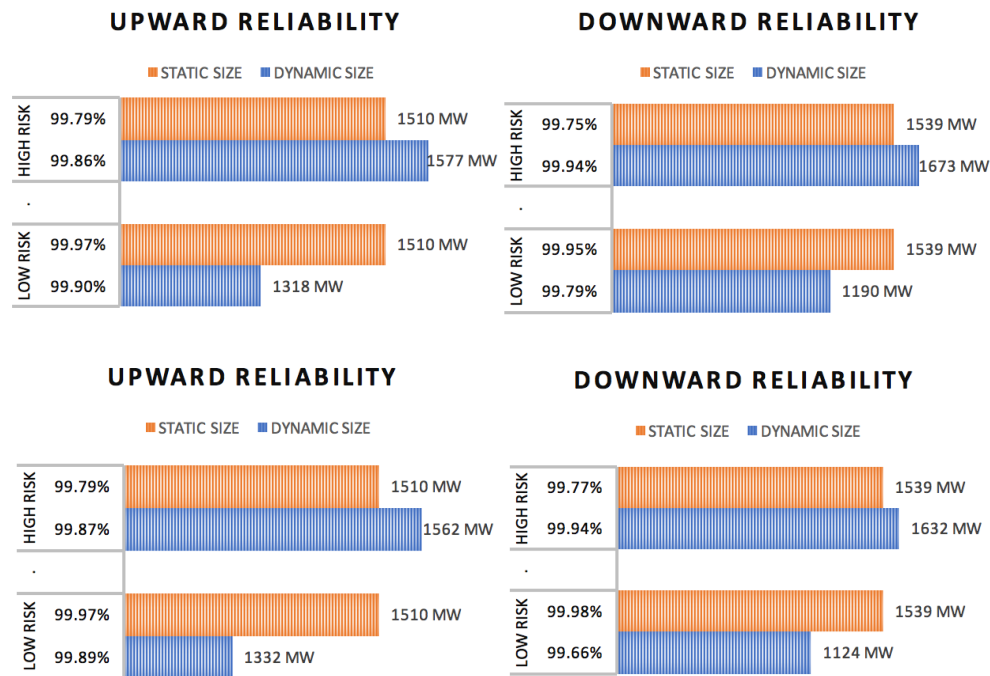 UPWARD RELIABILITY
STATIC SIZE DYNAMIC SIZE
HIGH RISK
99.79% 1510 MW
99.86% 1577 MW
.
LOW RISK
99.97% 1510 MW
99.90% 1318 MW
DOWNWARD RELIABILITY
STATIC SIZE DYNAMIC SIZE
HIGH RISK
99.75% 1539 MW
99.94% 1673 MW
.
LOW RISK
99.95% 1539 MW
99.79% 1190 MW
UPWARD RELIABILITY
STATIC SIZE DYNAMIC SIZE
HIGH RISK
99.79% 1510 MW
99.87% 1562 MW
.
LOW RISK
99.97% 1510 MW
99.89% 1332 MW
DOWNWARD RELIABILITY
STATIC SIZE DYNAMIC SIZE
HIGH RISK
99.77% 1539 MW
99.94% 1632 MW
.
LOW RISK
99.98% 1539 MW
99.66% 1124 MW